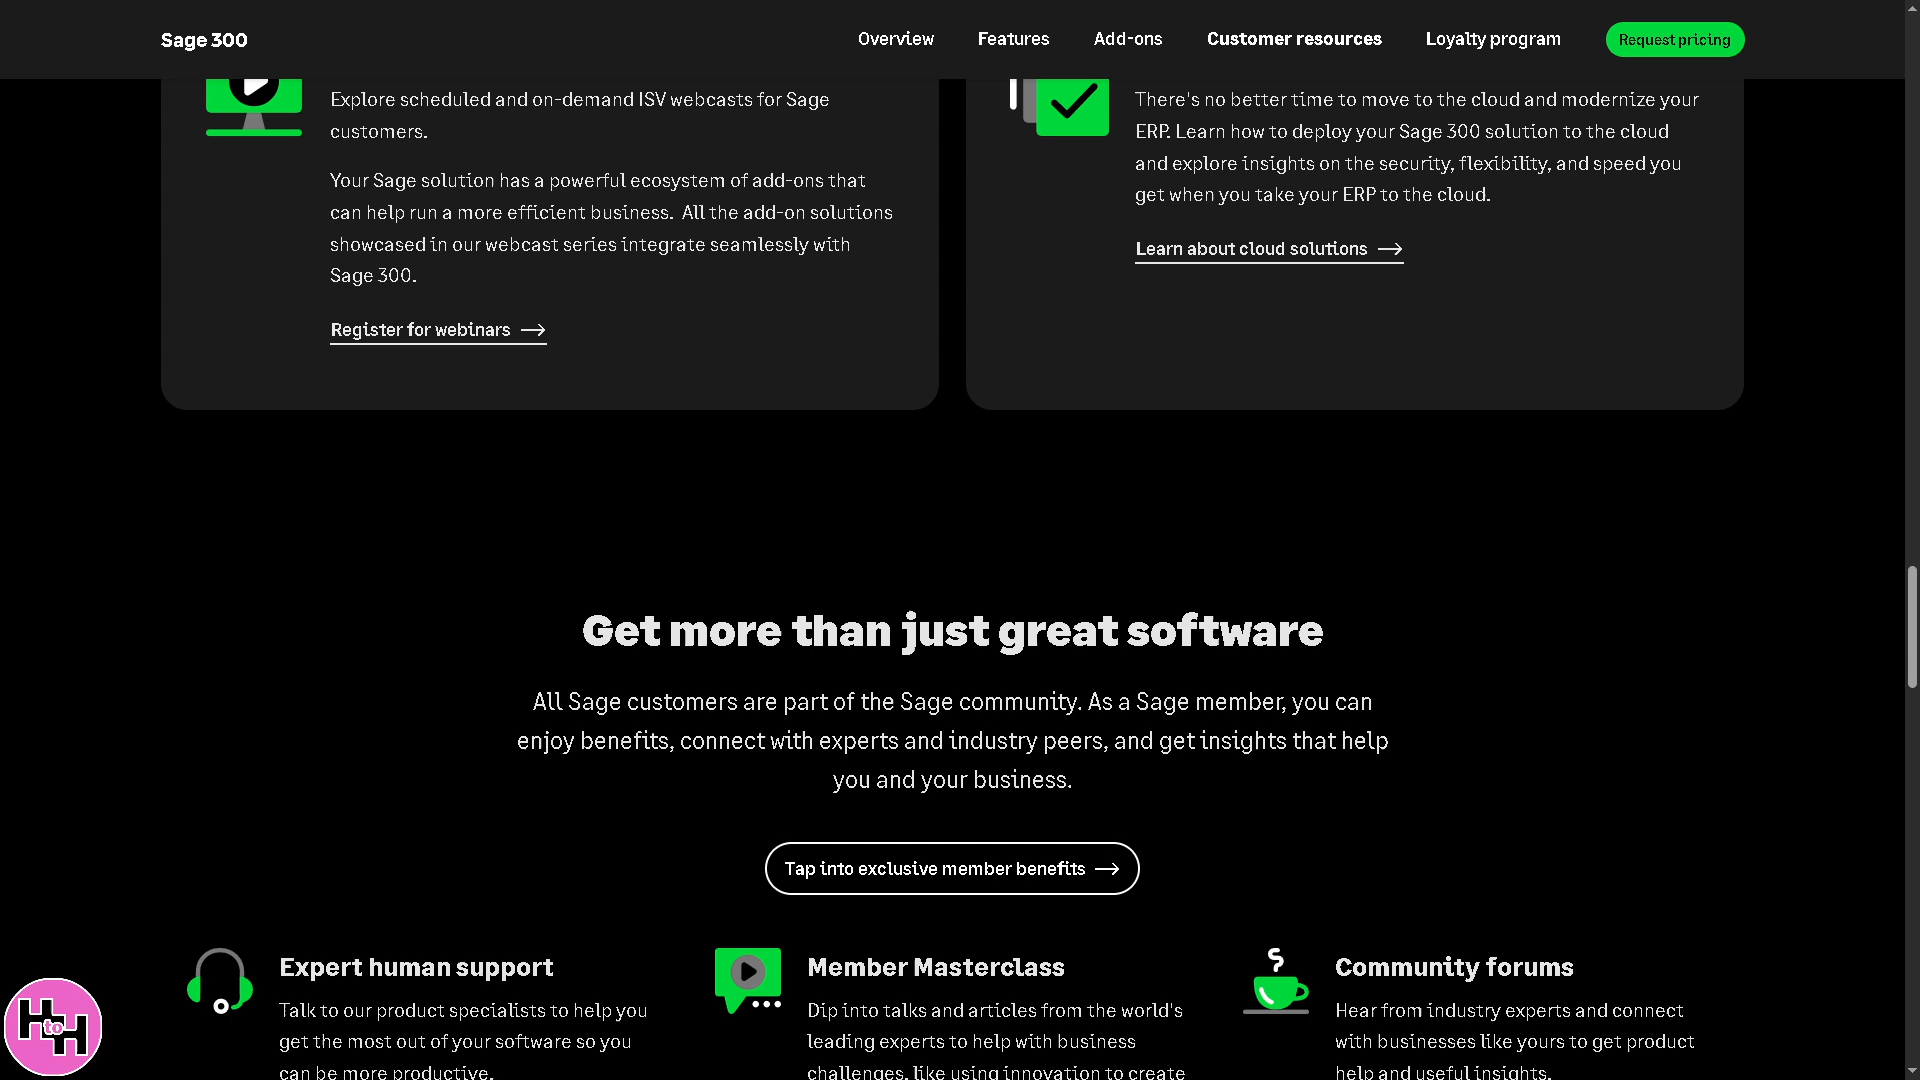 Sage 300
Overview
Features
Add-ons
Customer resources
Loyalty program
Request pricing
Explore scheduled and on-demand ISV webcasts for Sage
customers.
Your Sage solution has a powerful ecosystem of add-ons that
can help run a more efficient business.  All the add-on solutions
showcased in our webcast series integrate seamlessly with
Sage 300.
Register for webinars
There's no better time to move to the cloud and modernize your
ERP. Learn how to deploy your Sage 300 solution to the cloud
and explore insights on the security, flexibility, and speed you
get when you take your ERP to the cloud.
Learn about cloud solutions
Get more than just great software
All Sage customers are part of the Sage community. As a Sage member, you can
enjoy benefits, connect with experts and industry peers, and get insights that help
you and your business.
Tap into exclusive member benefits
Expert human support
Talk to our product specialists to help you
get the most out of your software so you
can be more productive.
Member Masterclass
Dip into talks and articles from the world's
leading experts to help with business
challenges, like using innovation to create
Community forums
Hear from industry experts and connect
with businesses like yours to get product
help and useful insights.
H to H